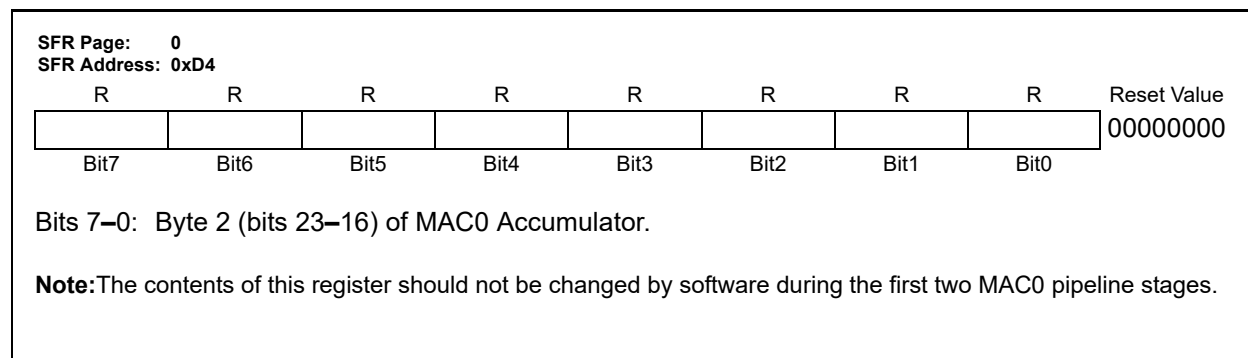 SFR Page: 0
SFR Address: 0xD4
R R R R R R R R Reset Value
00000000
Bit7 Bit6 Bit5 Bit4 Bit3 Bit2 Bit1 Bit0
Bits 7–0: Byte 2 (bits 23–16) of MAC0 Accumulator.
Note:The contents of this register should not be changed by software during the first two MAC0 pipeline stages.